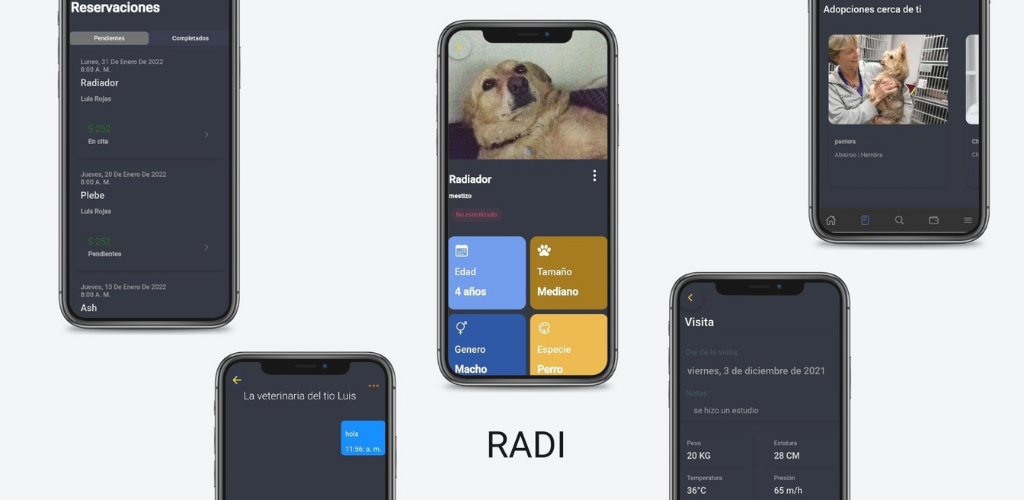 Reservaciones
Pendientes
Completados
Lunes, 31 De Enero De 2022
8:00 A. M.
Radiador
Luis Rojas
$ 252
En cita
Jueves, 20 De Enero De 2022
8:00 A. M.
Plebe
Luis Rojas
$ 252
Pendientes
Jueves, 13 De Enero De 2022
8:00 A. M.
Ash
La veterinaria del tio Luis
hola
11:56: a. m.
Radiador
mestizo
No esterilizado
Edad
4 años
Tamaño
Mediano
Genero
Macho
Especie
Perro
RADI
Adopciones cerca de ti
pantera
Abisinio | Hembra
Ch
Ch
Visita
Día de la visita:
viernes, 3 de diciembre de 2021
Notas:
se hizo un estudio
Peso
20 KG
Estatura
28 CM
Temperatura
36°C
Presión
65 m/h